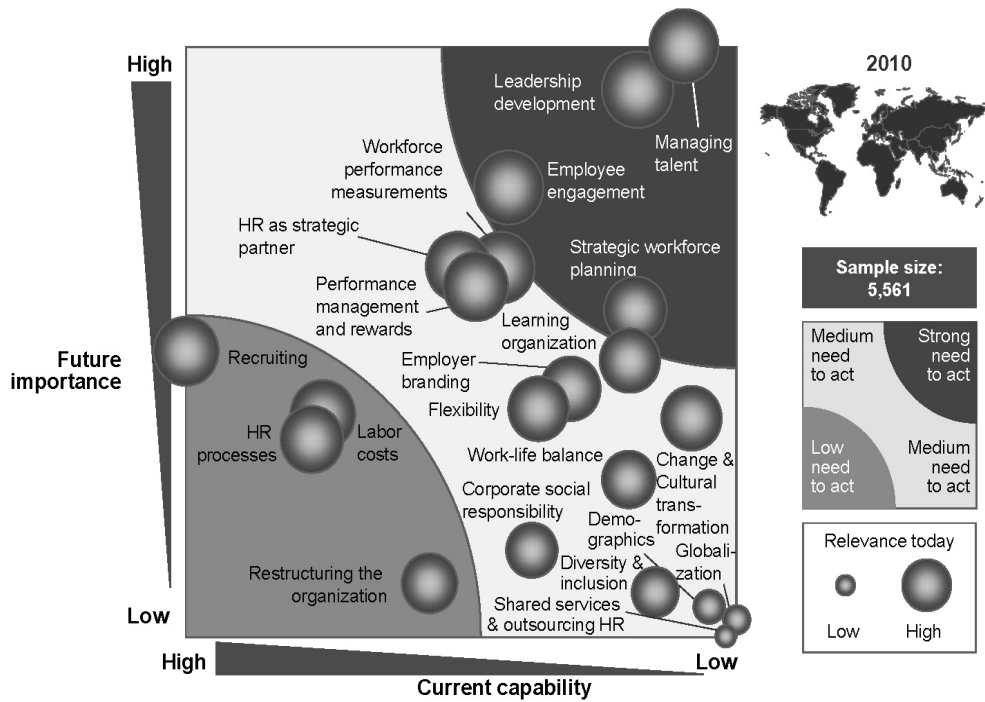 High
Future
importance
Low
High
Low
Current capability
Leadership
development
Managing
talent
Workforce
performance
measurements
Employee
engagement
HR as strategic
partner
Strategic workforce
planning
Performance
management
and rewards
Learning
organization
Recruiting
Employer
branding
Flexibility
HR
processes
Labor
costs
Work-life balance
Change &
Cultural
trans-
formation
Corporate social
responsibility
Demo-
graphics
Globali-
zation
Diversity &
inclusion
Restructuring the
organization
Shared services
& outsourcing HR
2010
Sample size:
5,561
Medium
need
to act
Strong
need
to act
Low
need
to act
Medium
need
to act
Relevance today
Low
High